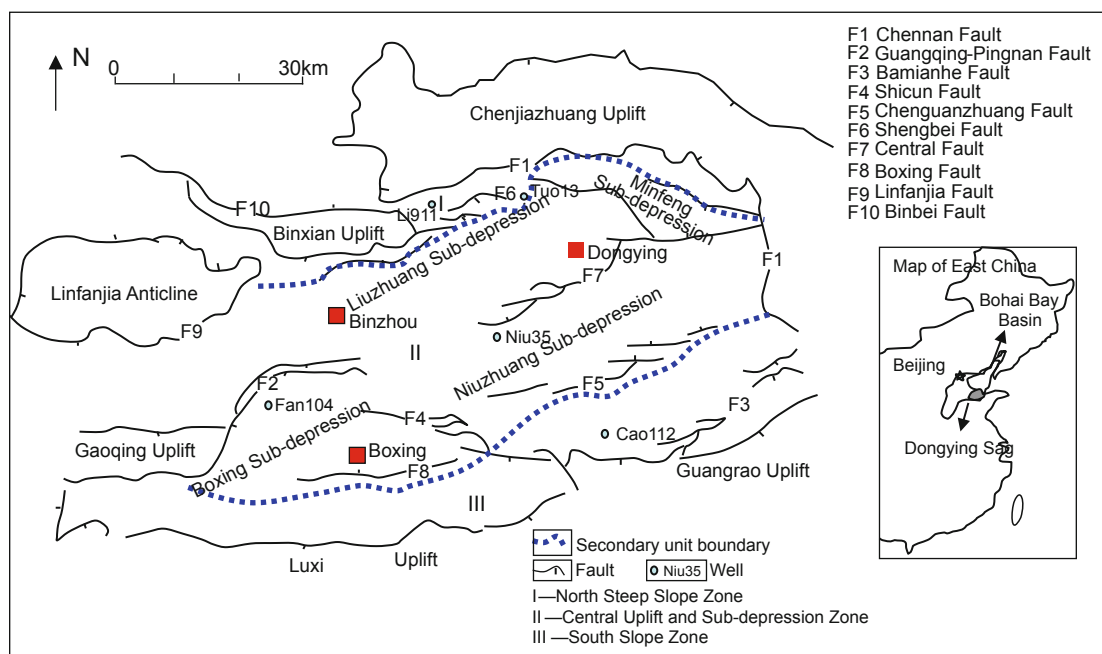 N
0 30km
Chenjiazhuang Uplift
F1
F6
Tuo13
Minfeng
Sub-depression
F10
I
Li911
Binxian Uplift
Liuzhuang Sub-depression
Dongying
F1
F7
Linfanjia Anticline
F9
Binzhou
II
Niu35
Niuzhuang Sub-depression
F2
Fan104
F5
F3
F4
Cao112
Gaoqing Uplift
Boxing Sub-depression
Boxing
F8
Guangrao Uplift
III
Luxi Uplift
F1 Chennan Fault
F2 Guangqing-Pingnan Fault
F3 Bamianhe Fault
F4 Shicun Fault
F5 Chenguanzhuang Fault
F6 Shengbei Fault
F7 Central Fault
F8 Boxing Fault
F9 Linfanjia Fault
F10 Binbei Fault
Map of East China
Bohai Bay
Basin
Beijing
Dongying Sag
Secondary unit boundary
Fault
Niu35 Well
I—North Steep Slope Zone
II—Central Uplift and Sub-depression Zone
III—South Slope Zone